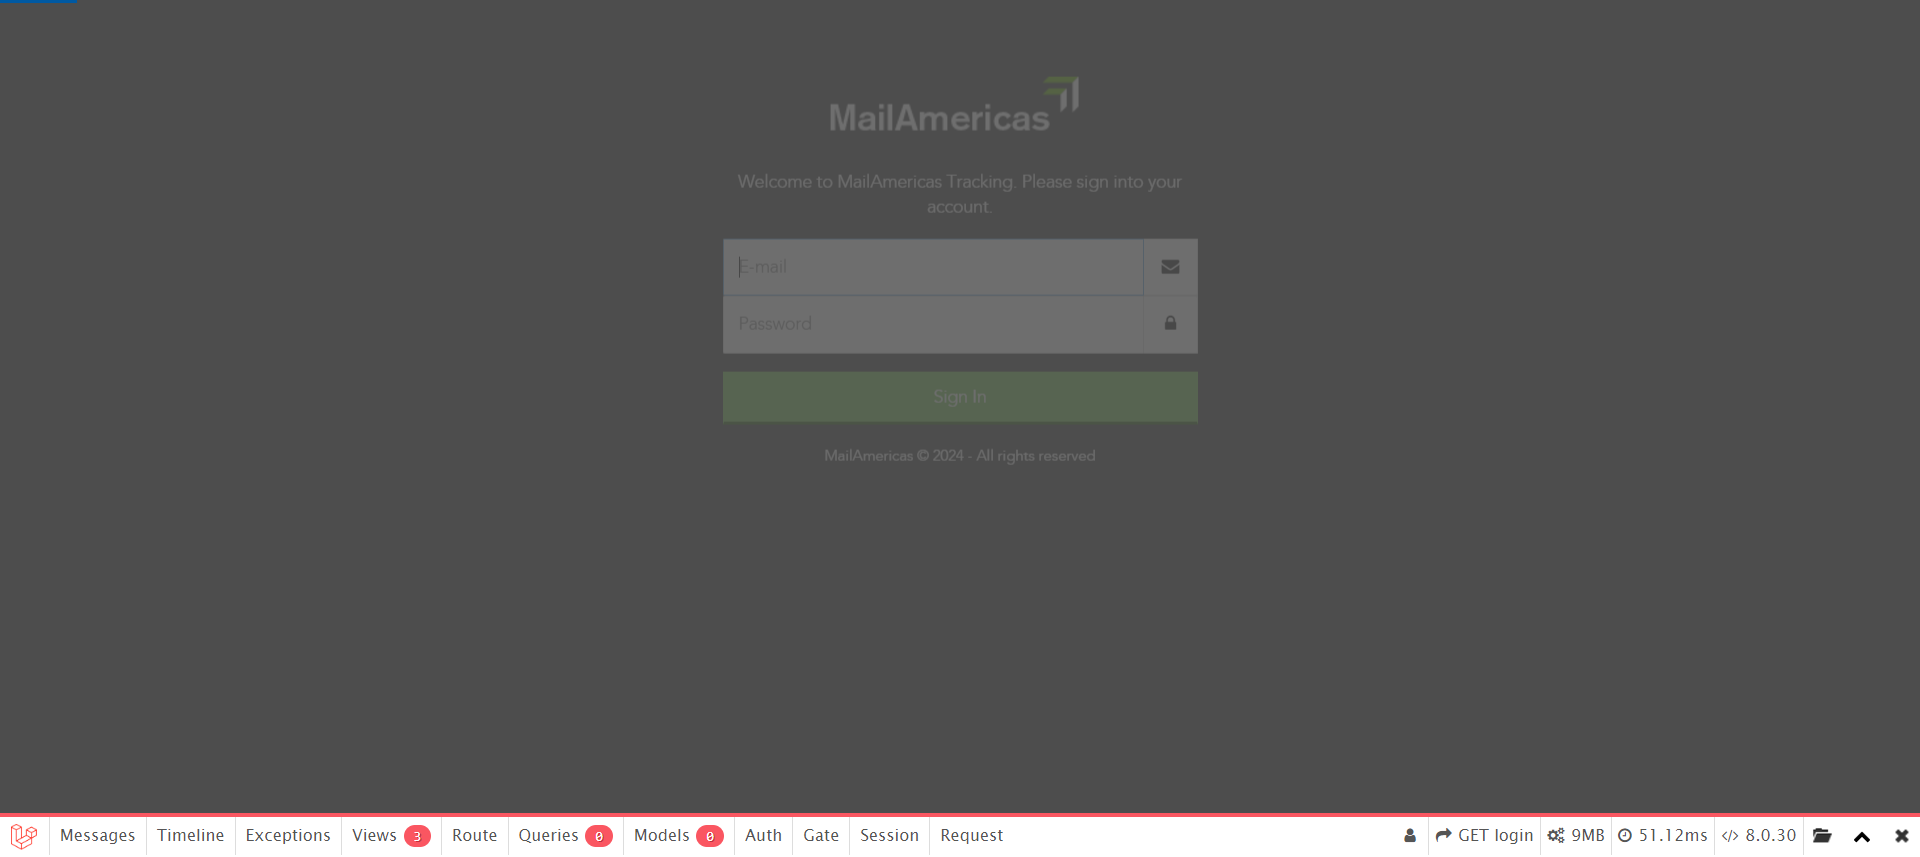 MailAmericas
Welcome to MailAmericas Tracking. Please sign into your
account.
E-mail
Password
Sign In
MailAmericas © 2024 - All rights reserved
Messages Timeline Exceptions Views 3 Route Queries 0 Models 0 Auth Gate Session Request GET login 9MB 51.12ms </> 8.0.30